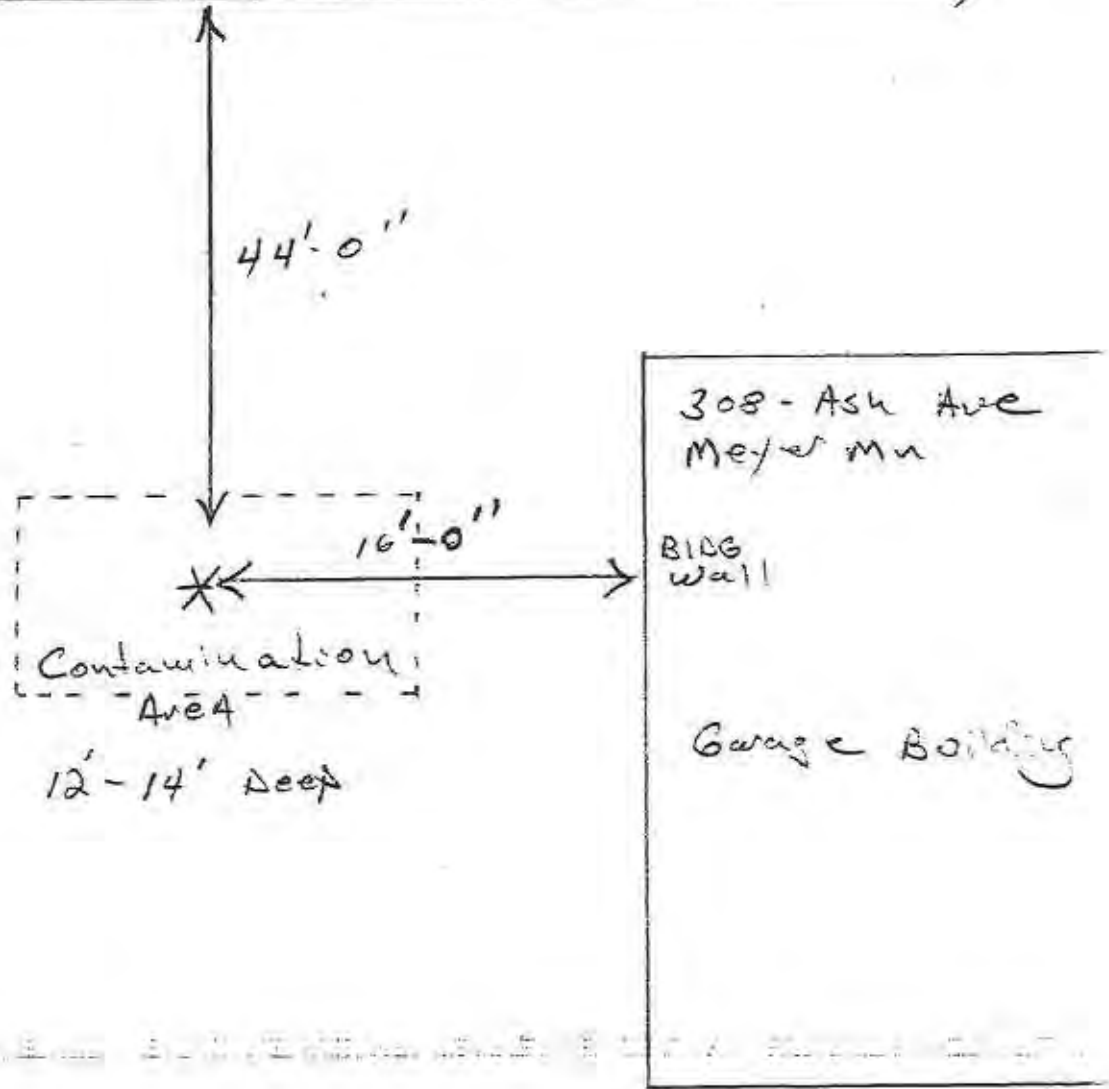 44'-0"
308 - Ash Ave
Meyer Mn
16'-0"
BLDG
Wall
Contamination
Area
Garage Building
12'-14' Deep